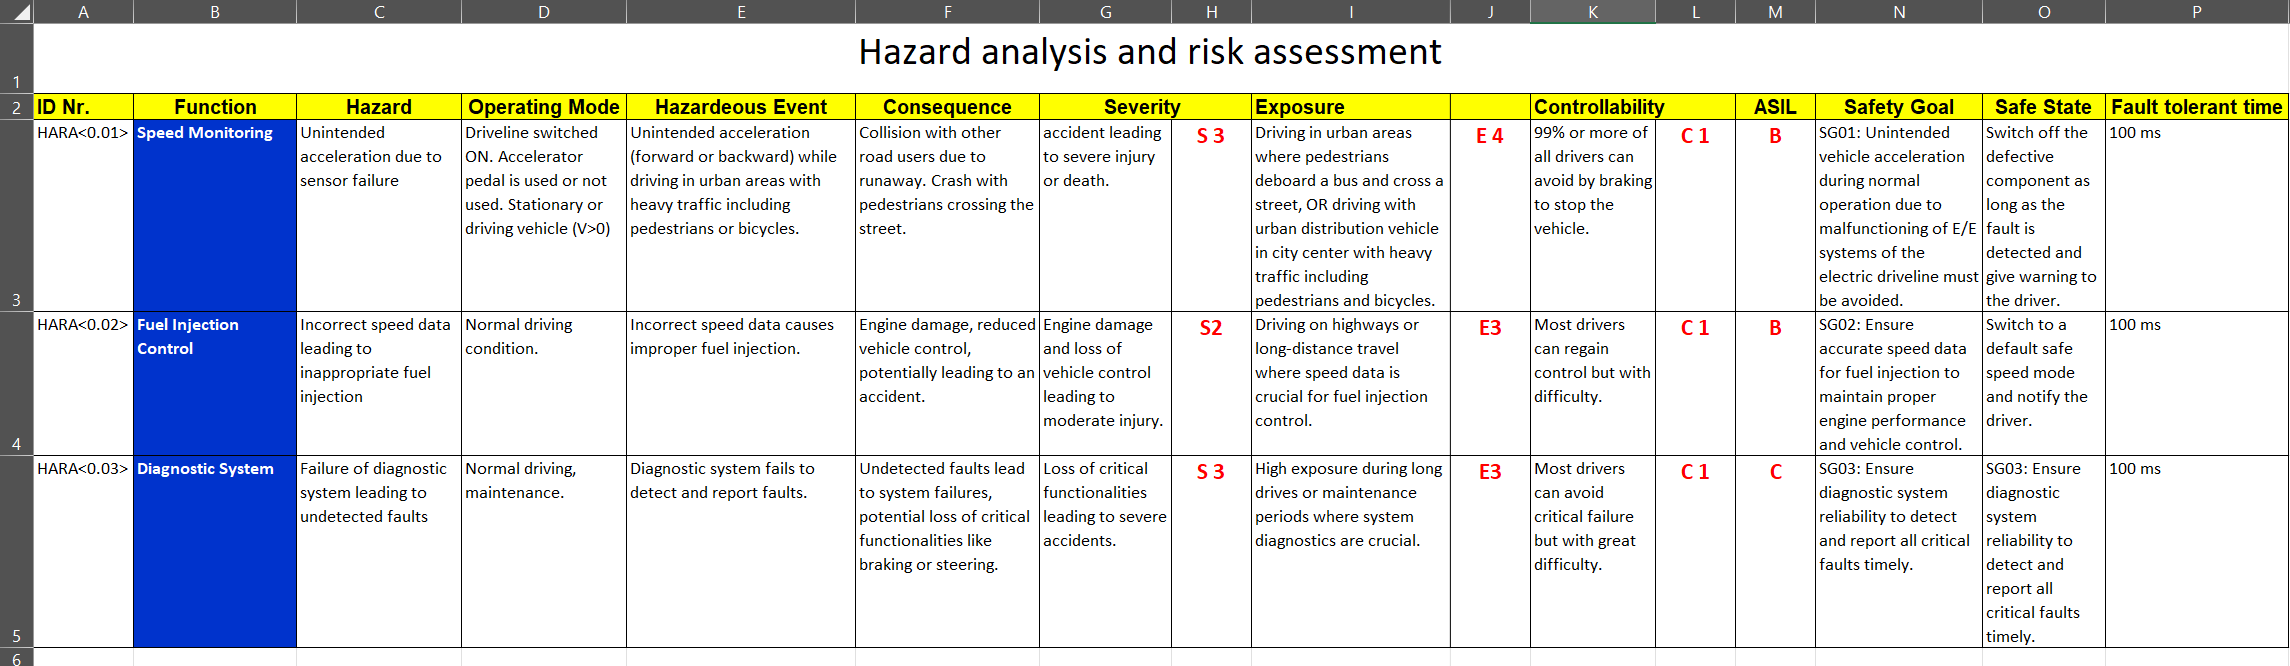 A B C D E F G H I J K L M N O P
1
Hazard analysis and risk assessment
2
ID Nr. Function Hazard Operating Mode Hazardeous Event Consequence Severity Exposure Controllability ASIL Safety Goal Safe State Fault tolerant time
3
HARA<0.01>
Speed Monitoring
Unintended
acceleration due to
sensor failure
Driveline switched
ON. Accelerator
pedal is used or not
used. Stationary or
driving vehicle (V>0)
Unintended acceleration
(forward or backward) while
driving in urban areas with
heavy traffic including
pedestrians or bicycles.
Collision with other
road users due to
runaway. Crash with
pedestrians crossing the
street.
accident leading
to severe injury
or death.
S 3
Driving in urban areas
where pedestrians
deboard a bus and cross a
street, OR driving with
urban distribution vehicle
in city center with heavy
traffic including
pedestrians and bicycles.
E 4
99% or more of
all drivers can
avoid by braking
to stop the
vehicle.
C 1
B
SG01: Unintended
vehicle acceleration
during normal
operation due to
malfunctioning of E/E
systems of the
electric driveline must
be avoided.
Switch off the
defective
component as
long as the
fault is
detected and
give warning to
the driver.
100 ms
4
HARA<0.02>
Fuel Injection
Control
Incorrect speed data
leading to
inappropriate fuel
injection
Normal driving
condition.
Incorrect speed data causes
improper fuel injection.
Engine damage, reduced
vehicle control,
potentially leading to an
accident.
Engine damage
and loss of
vehicle control
leading to
moderate injury.
S2
Driving on highways or
long-distance travel
where speed data is
crucial for fuel injection
control.
E3
Most drivers
can regain
control but with
difficulty.
C 1
B
SG02: Ensure
accurate speed data
for fuel injection to
maintain proper
engine performance
and vehicle control.
Switch to a
default safe
speed mode
and notify the
driver.
100 ms
5
HARA<0.03>
Diagnostic System
Failure of diagnostic
system leading to
undetected faults
Normal driving,
maintenance.
Diagnostic system fails to
detect and report faults.
Undetected faults lead
to system failures,
potential loss of critical
functionalities like
braking or steering.
Loss of critical
functionalities
leading to severe
accidents.
S 3
High exposure during long
drives or maintenance
periods where system
diagnostics are crucial.
E3
Most drivers
can avoid
critical failure
but with great
difficulty.
C 1
C
SG03: Ensure
diagnostic system
reliability to detect
and report all critical
faults timely.
SG03: Ensure
diagnostic
system
reliability to
detect and
report all
critical faults
timely.
100 ms
6